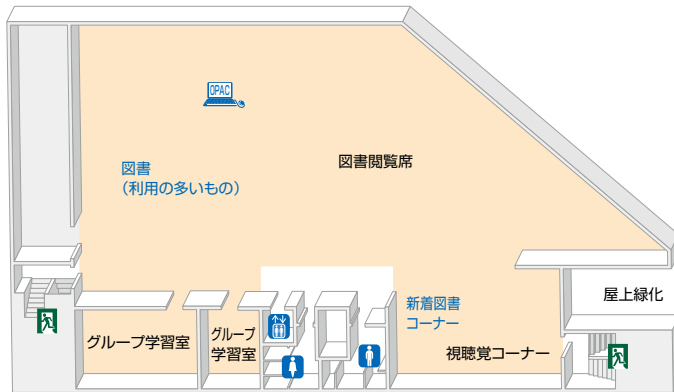 OPAC
図書
（利用の多いもの）
図書閲覧席
新着図書
コーナー
屋上緑化
グループ学習室
グループ
学習室
視聴覚コーナー